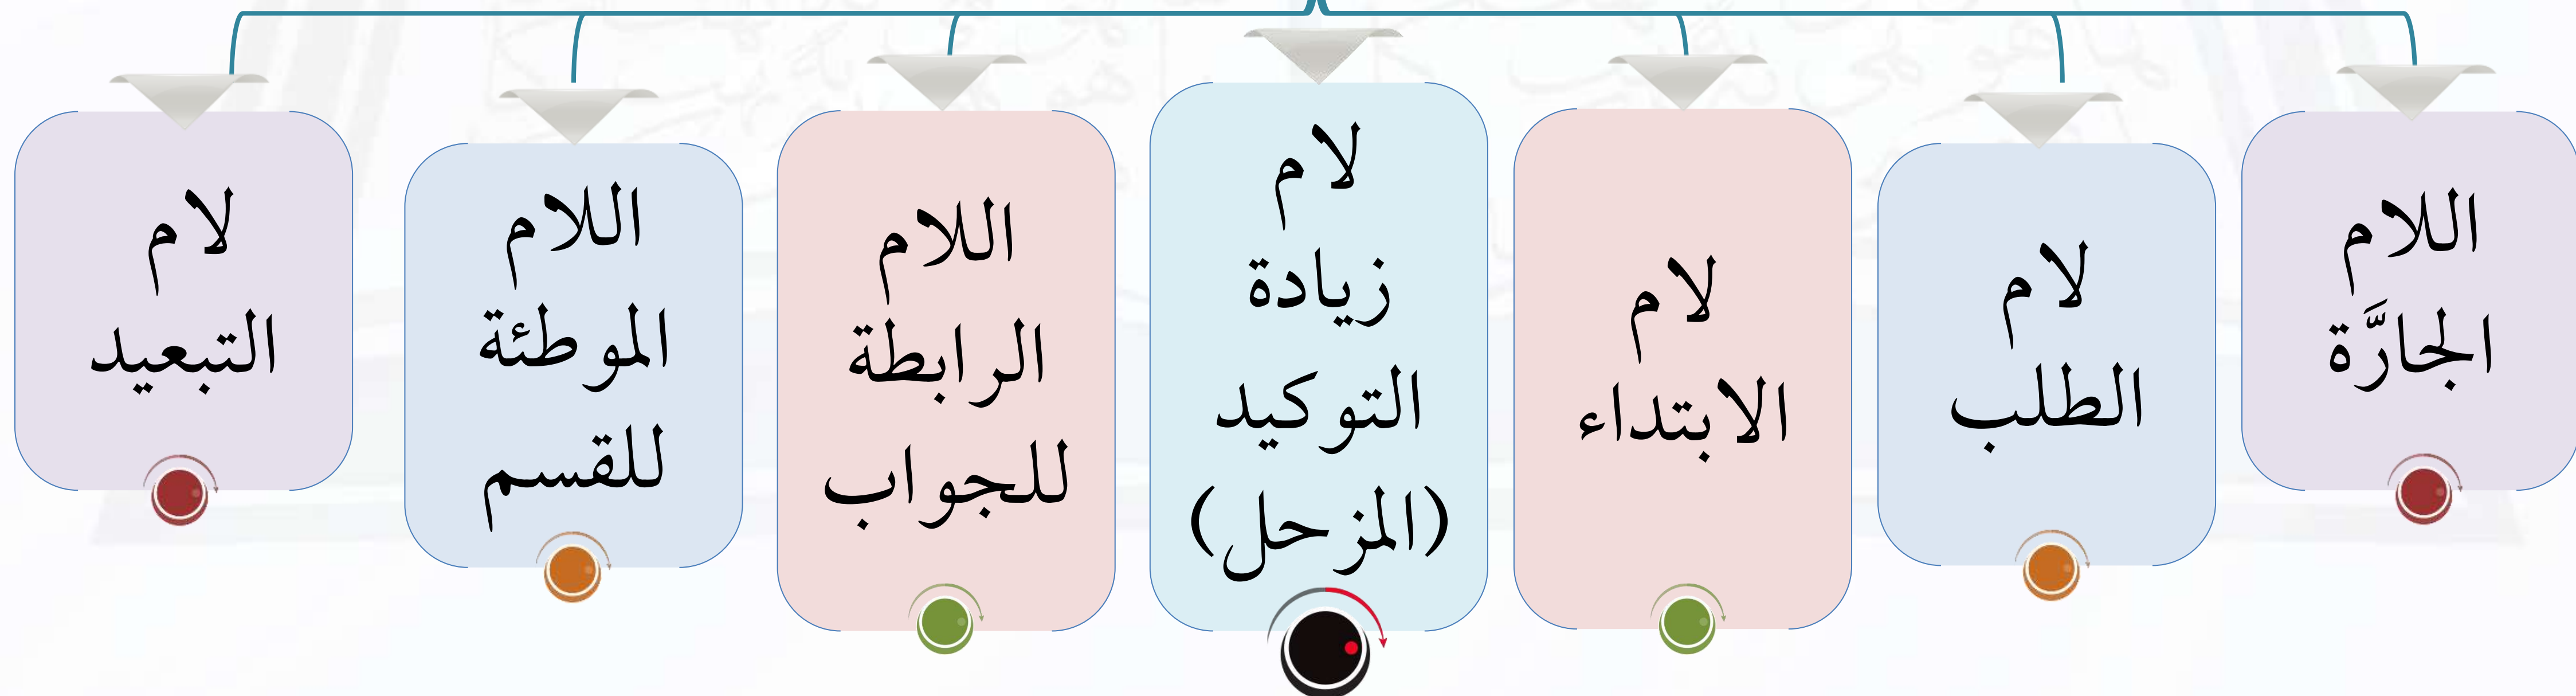 اللام
الجارَّة
لام
الطلب
لام
الابتداء
لام
زيادة
التوكيد
(المزحل)
اللام
الرابطة
للجواب
اللام
الموطئة
للقسم
لام
التبعيد